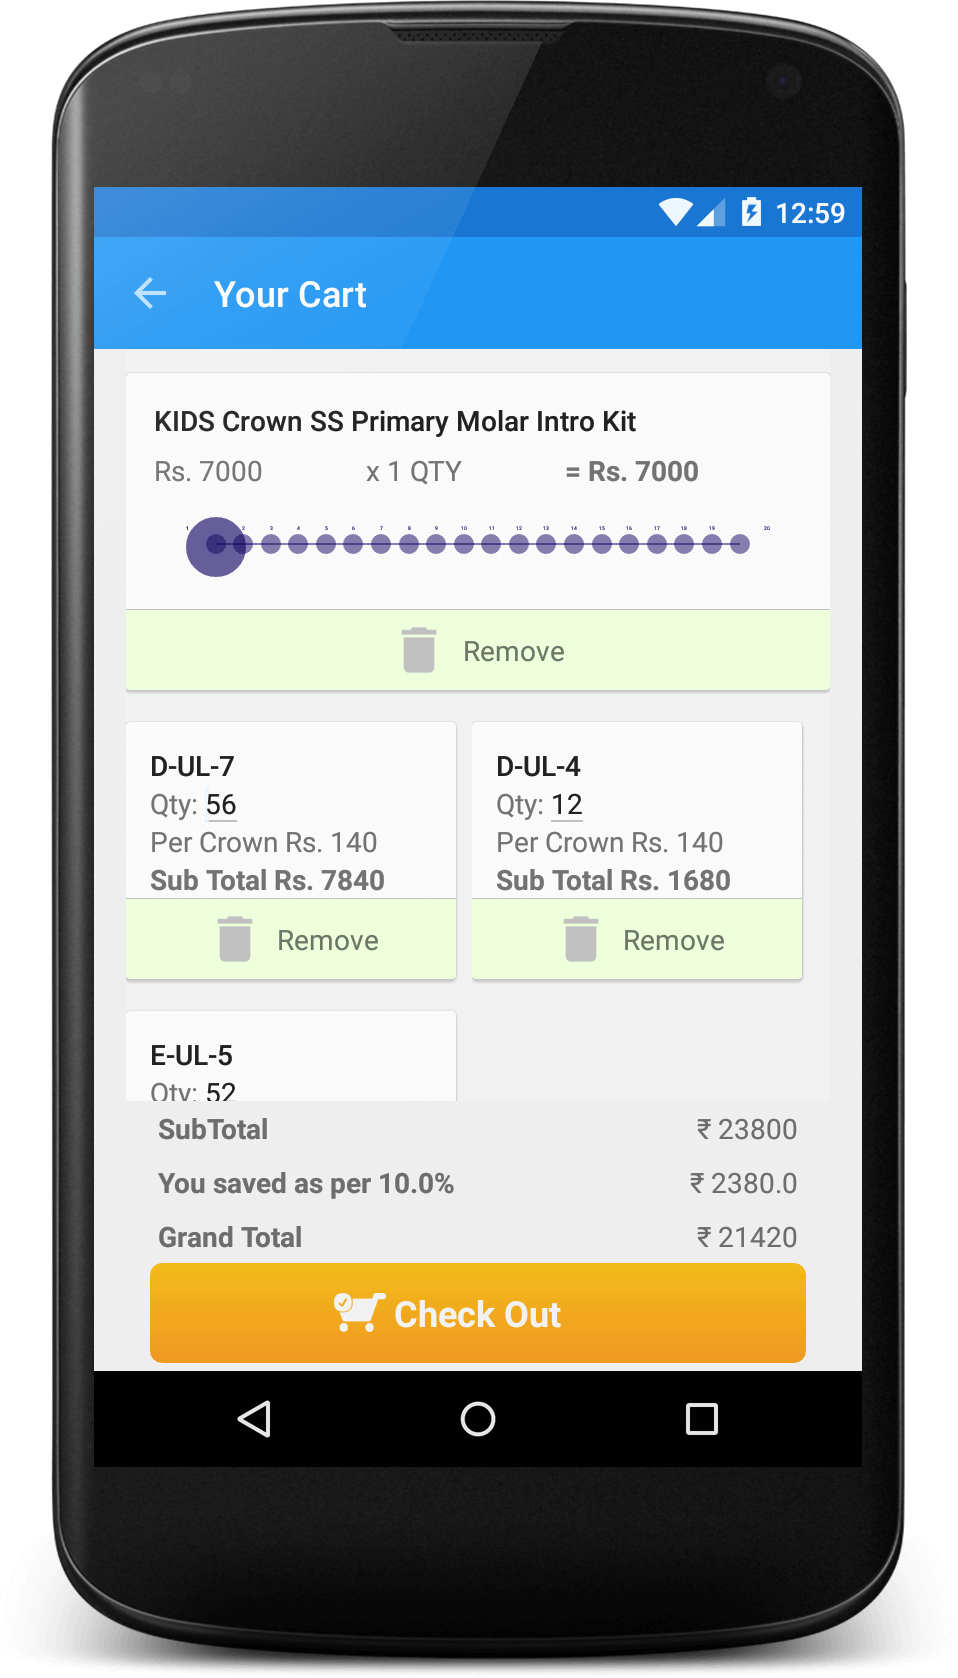 12:59
Your Cart
KIDS Crown SS Primary Molar Intro Kit
Rs. 7000 x 1 QTY = Rs. 7000
1 2 3 4 5 6 7 8 9 10 11 12 13 14 15 16 17 18 19 20
Remove
D-UL-7
Qty: 56
Per Crown Rs. 140
Sub Total Rs. 7840
Remove
D-UL-4
Qty: 12
Per Crown Rs. 140
Sub Total Rs. 1680
Remove
E-UL-5
Qty: 52
SubTotal ₹ 23800
You saved as per 10.0% ₹ 2380.0
Grand Total ₹ 21420
Check Out